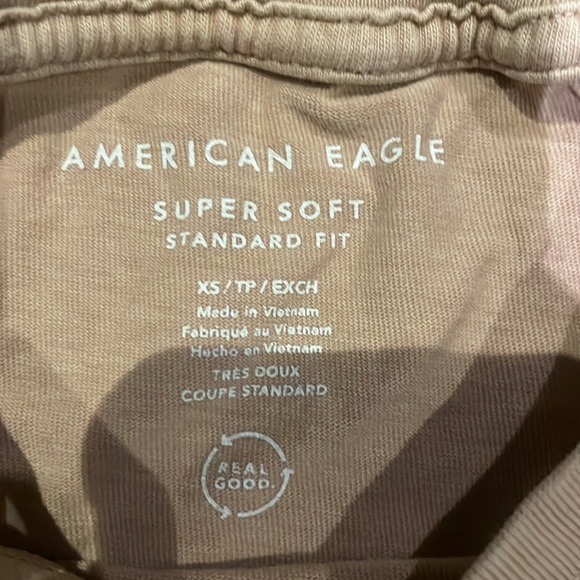 AMERICAN EAGLE
SUPER SOFT
STANDARD FIT
XS/TP/EXCH
Made in Vietnam
Fabriqué au Vietnam
Hecho en Vietnam
TRÈS DOUX
COUPE STANDARD
REAL
GOOD.